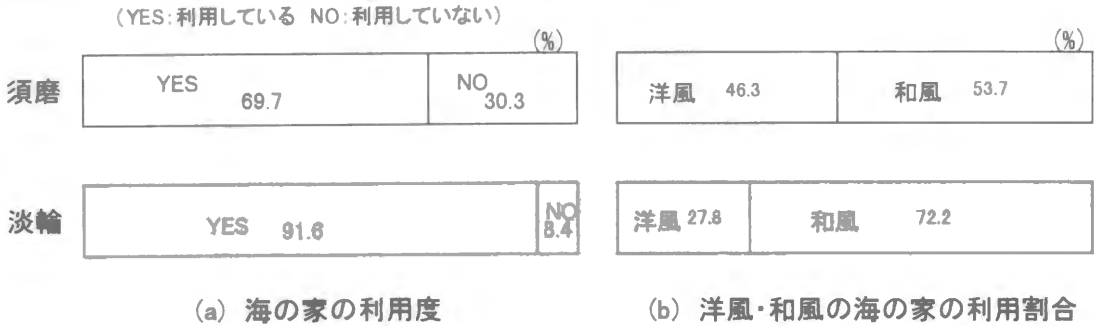 (YES:利用している NO:利用していない)
(%)
(%)
須磨
YES 69.7
NO 30.3
洋風 46.3
和風 53.7
淡輪
YES 91.6
NO 8.4
洋風 27.8
和風 72.2
(a) 海の家の利用度
(b) 洋風・和風の海の家の利用割合